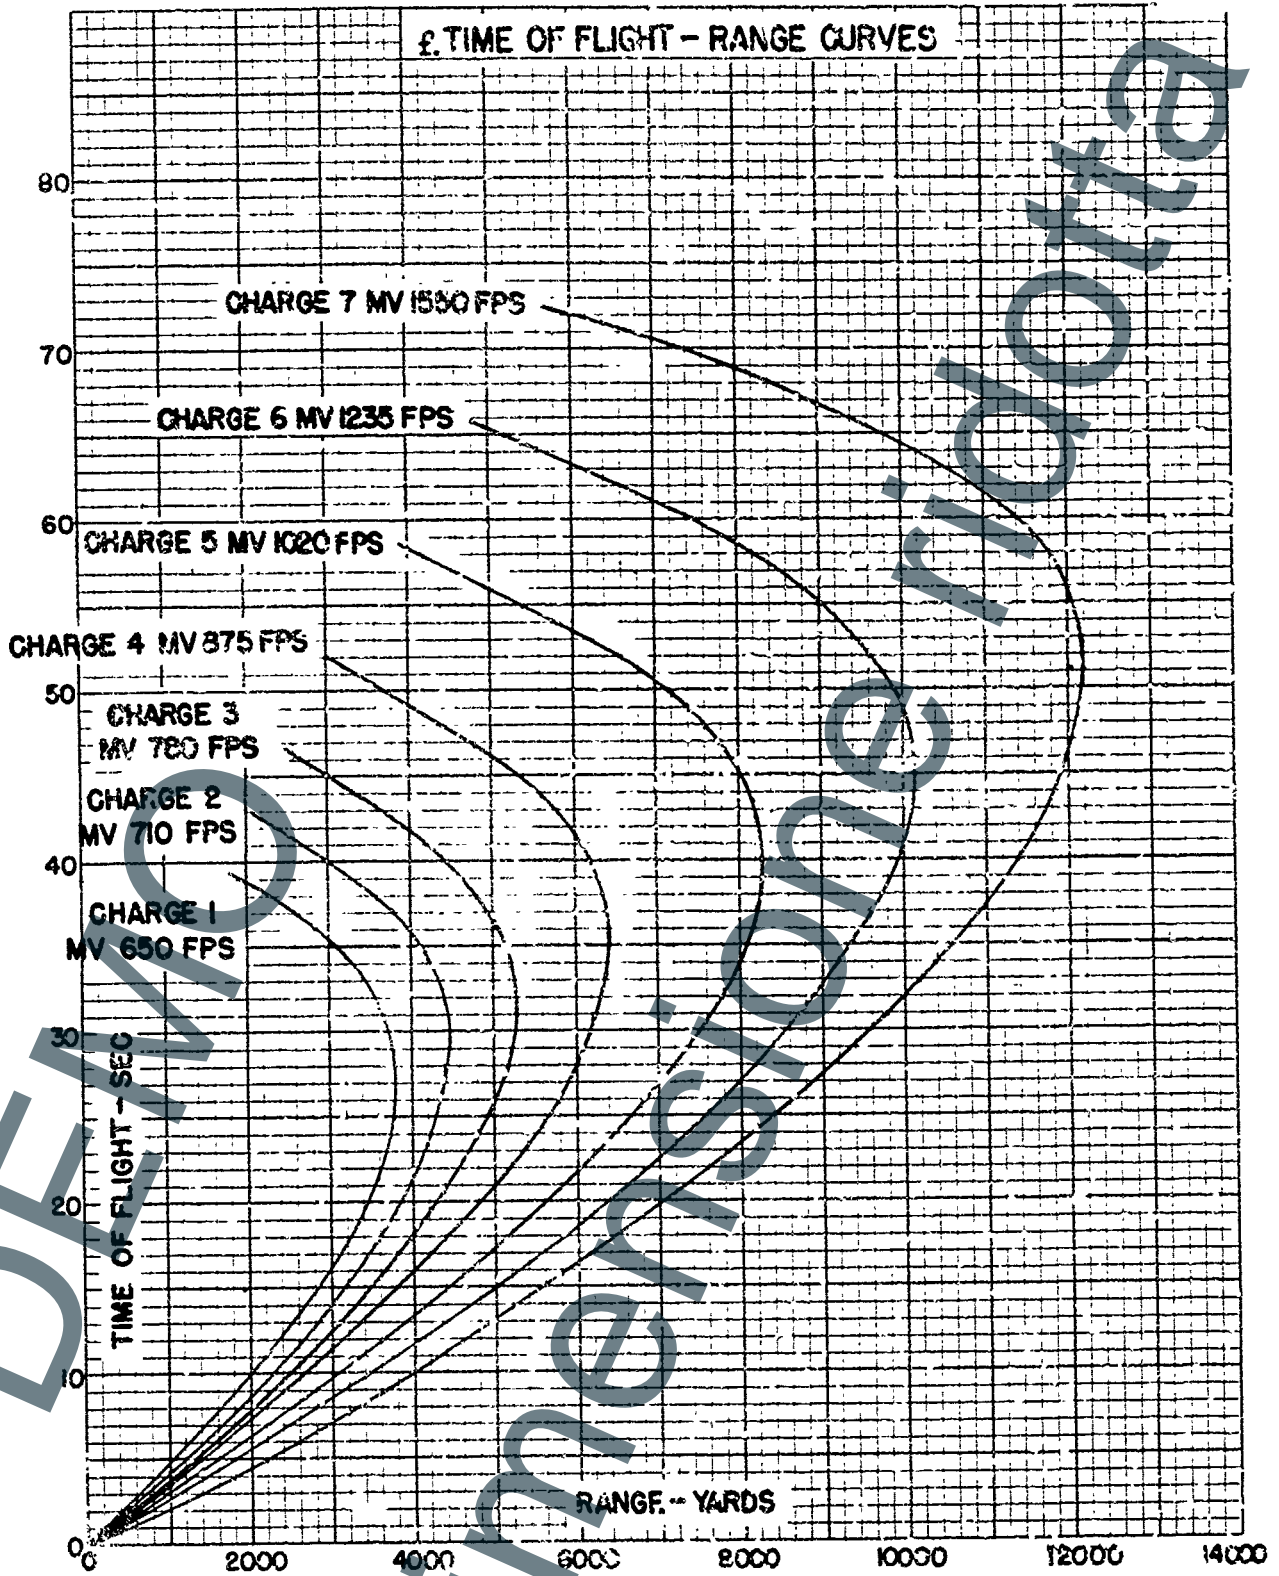 f. TIME OF FLIGHT - RANGE CURVES
80
CHARGE 7 MV 1550 FPS
70
CHARGE 6 MV 1235 FPS
60
CHARGE 5 MV 1020 FPS
CHARGE 4 MV 875 FPS
50
CHARGE 3
MV 780 FPS
CHARGE 2
MV 710 FPS
40
CHARGE 1
MV 650 FPS
30
TIME OF FLIGHT - SEC
20
10
RANGE - YARDS
0
0 2000 4000 6000 8000 10000 12000 14000
DEMO
dimensione ridotta